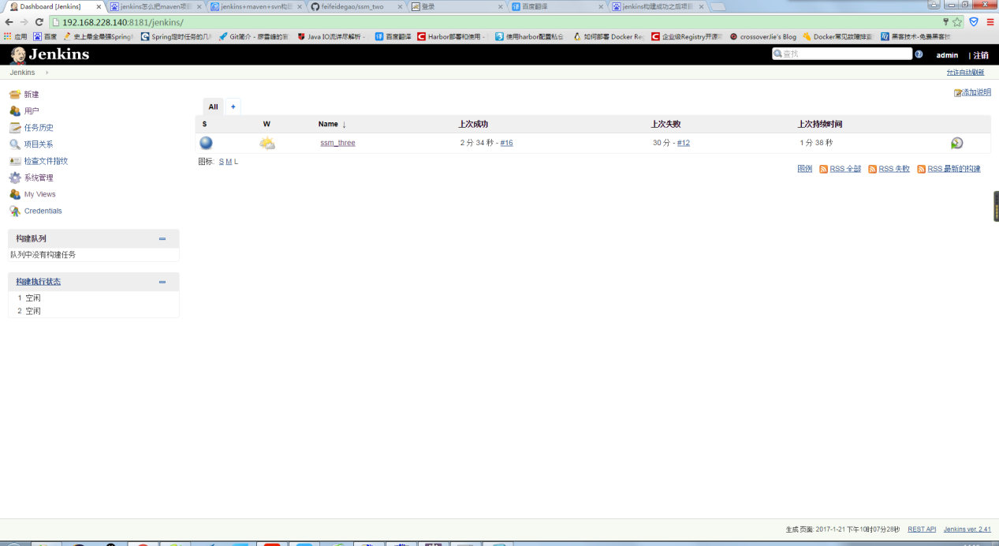 Dashboard [Jenkins]
jenkins怎么把maven项目
jenkins+maven+svn构
feifeidegao/ssm_two
登录
百度翻译
jenkins构建成功之后项目
192.168.228.140:8181/jenkins/
应用
百度
史上最全最强Spring
Spring定时任务的几
Git简介 - 廖雪峰的官
Java IO流详尽解析 -
百度翻译
Harbor部署和使用 -
使用harbor配置私仓
如何部署 Docker Re
企业级Registry开源项
crossoverJie's Blog
Docker常见故障排查
黑客技术-免费黑客技
Jenkins
查找
admin
| 注销
Jenkins
允许自动刷新
新建
用户
任务历史
项目关系
检查文件指纹
系统管理
My Views
Credentials
添加说明
All
+
S W Name ↓ 上次成功 上次失败 上次持续时间
ssm_three 2 分 34 秒 - #16 30 分 - #12 1 分 38 秒
图标: S M L
图例 RSS 全部 RSS 失败 RSS 最新的构建
构建队列
队列中没有构建任务
构建执行状态
1 空闲
2 空闲
生成 页面: 2017-1-21 下午10时07分28秒 REST API Jenkins ver. 2.41